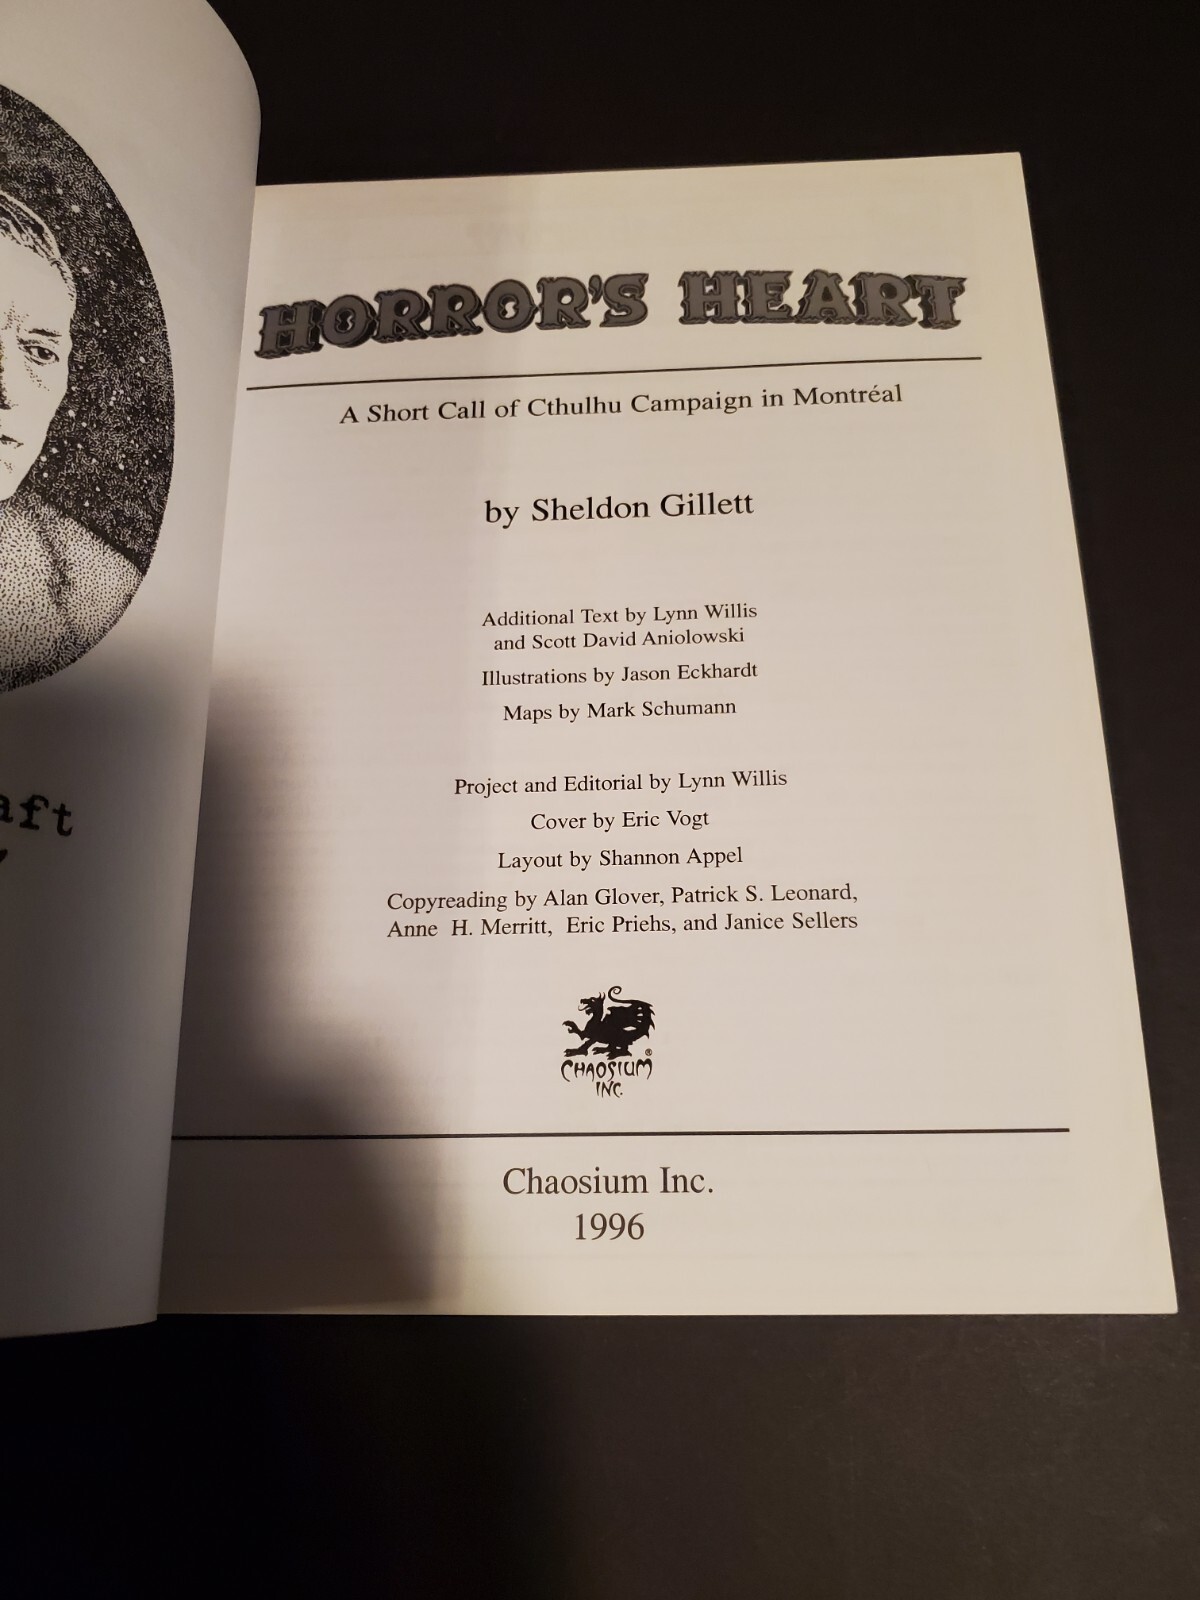 aft
HORROR'S HEART
A Short Call of Cthulhu Campaign in Montréal
by Sheldon Gillett
Additional Text by Lynn Willis
and Scott David Aniolowski
Illustrations by Jason Eckhardt
Maps by Mark Schumann
Project and Editorial by Lynn Willis
Cover by Eric Vogt
Layout by Shannon Appel
Copyreading by Alan Glover, Patrick S. Leonard,
Anne H. Merritt, Eric Priehs, and Janice Sellers
CHAOSIUM ®
INC.
Chaosium Inc.
1996